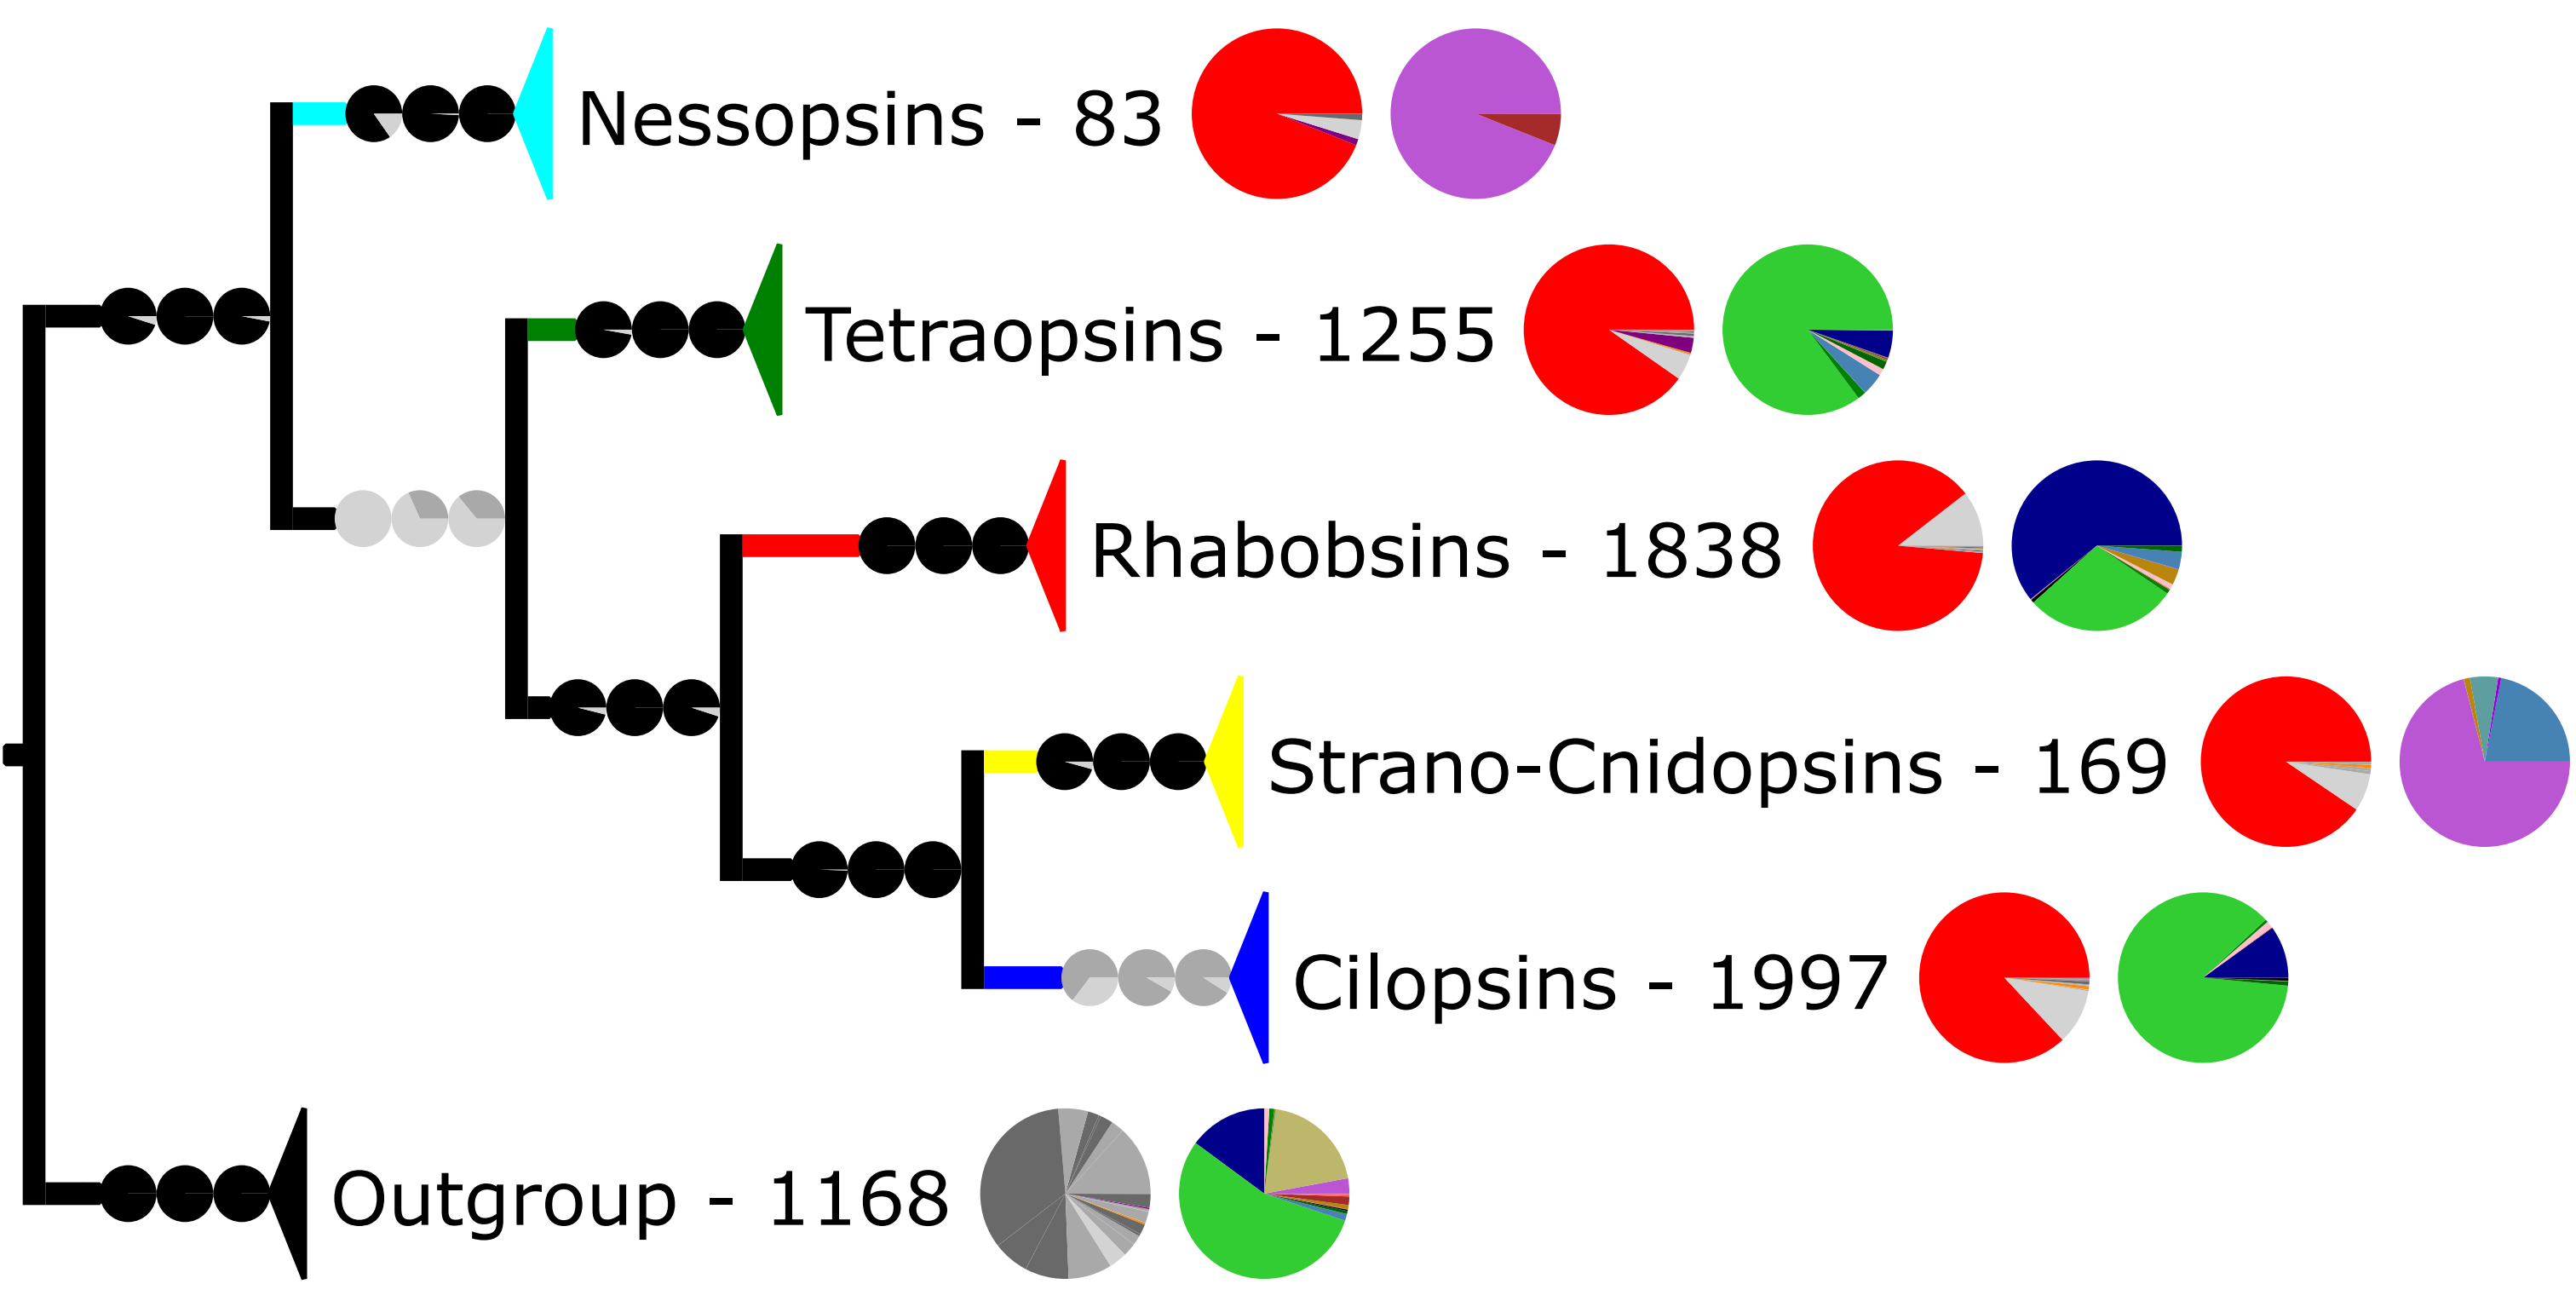 Nessopsins - 83
Tetraopsins - 1255
Rhabobsins - 1838
Strano-Cnidopsins - 169
Cilopsins - 1997
Outgroup - 1168